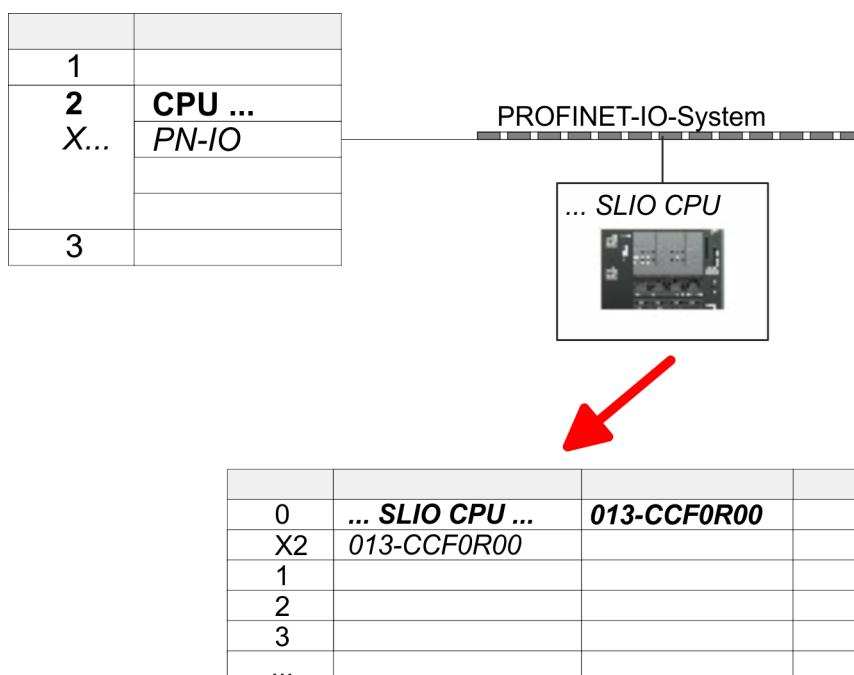 1
2 CPU ...
X... PN-IO
3
PROFINET-IO-System
... SLIO CPU
0 ... SLIO CPU ... 013-CCF0R00
X2 013-CCF0R00
1
2
3
...